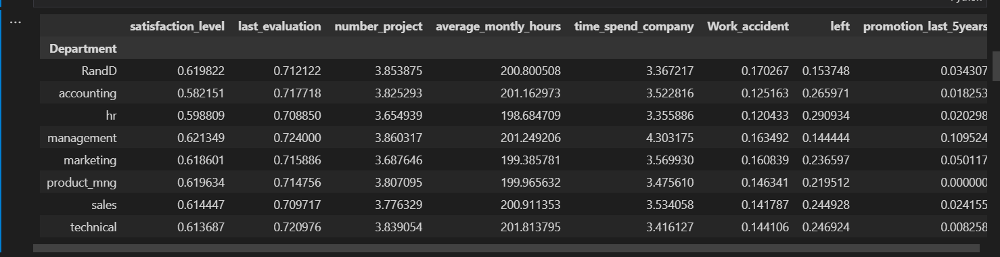 ...
satisfaction_level last_evaluation number_project average_montly_hours time_spend_company Work_accident left promotion_last_5years
Department
RandD 0.619822 0.712122 3.853875 200.800508 3.367217 0.170267 0.153748 0.034307
accounting 0.582151 0.717718 3.825293 201.162973 3.522816 0.125163 0.265971 0.018253
hr 0.598809 0.708850 3.654939 198.684709 3.355886 0.120433 0.290934 0.020298
management 0.621349 0.724000 3.860317 201.249206 4.303175 0.163492 0.144444 0.109524
marketing 0.618601 0.715886 3.687646 199.385781 3.569930 0.160839 0.236597 0.050117
product_mng 0.619634 0.714756 3.807095 199.965632 3.475610 0.146341 0.219512 0.000000
sales 0.614447 0.709717 3.776329 200.911353 3.534058 0.141787 0.244928 0.024155
technical 0.613687 0.720976 3.839054 201.813795 3.416127 0.144106 0.246924 0.008258